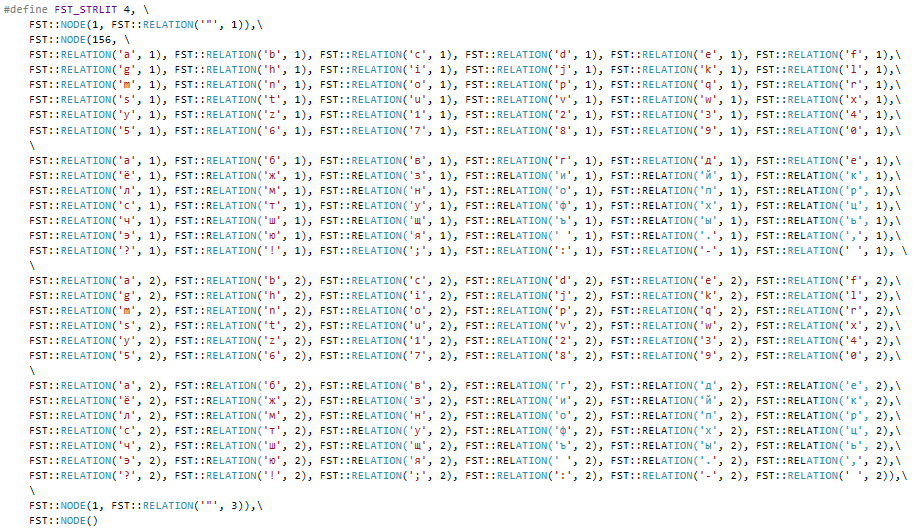 #define FST_STRLIT 4, \
FST::NODE(1, FST::RELATION('"', 1)),\
FST::NODE(156, \
FST::RELATION('a', 1), FST::RELATION('b', 1), FST::RELATION('c', 1), FST::RELATION('d', 1), FST::RELATION('e', 1), FST::RELATION('f', 1),\
FST::RELATION('g', 1), FST::RELATION('h', 1), FST::RELATION('i', 1), FST::RELATION('j', 1), FST::RELATION('k', 1), FST::RELATION('l', 1),\
FST::RELATION('m', 1), FST::RELATION('n', 1), FST::RELATION('o', 1), FST::RELATION('p', 1), FST::RELATION('q', 1), FST::RELATION('r', 1),\
FST::RELATION('s', 1), FST::RELATION('t', 1), FST::RELATION('u', 1), FST::RELATION('v', 1), FST::RELATION('w', 1), FST::RELATION('x', 1),\
FST::RELATION('y', 1), FST::RELATION('z', 1), FST::RELATION('1', 1), FST::RELATION('2', 1), FST::RELATION('3', 1), FST::RELATION('4', 1),\
FST::RELATION('5', 1), FST::RELATION('6', 1), FST::RELATION('7', 1), FST::RELATION('8', 1), FST::RELATION('9', 1), FST::RELATION('0', 1),\
\
FST::RELATION('а', 1), FST::RELATION('б', 1), FST::RELATION('в', 1), FST::RELATION('г', 1), FST::RELATION('д', 1), FST::RELATION('е', 1),\
FST::RELATION('ё', 1), FST::RELATION('ж', 1), FST::RELATION('з', 1), FST::RELATION('и', 1), FST::RELATION('й', 1), FST::RELATION('к', 1),\
FST::RELATION('л', 1), FST::RELATION('м', 1), FST::RELATION('н', 1), FST::RELATION('о', 1), FST::RELATION('п', 1), FST::RELATION('р', 1),\
FST::RELATION('с', 1), FST::RELATION('т', 1), FST::RELATION('у', 1), FST::RELATION('ф', 1), FST::RELATION('х', 1), FST::RELATION('ц', 1),\
FST::RELATION('ч', 1), FST::RELATION('ш', 1), FST::RELATION('щ', 1), FST::RELATION('ъ', 1), FST::RELATION('ы', 1), FST::RELATION('ь', 1),\
FST::RELATION('э', 1), FST::RELATION('ю', 1), FST::RELATION('я', 1), FST::RELATION(' ', 1), FST::RELATION('.', 1), FST::RELATION(',', 1),\
FST::RELATION('?', 1), FST::RELATION('!', 1), FST::RELATION(';', 1), FST::RELATION(':', 1), FST::RELATION('-', 1), FST::RELATION(' ', 1), \
\
FST::RELATION('a', 2), FST::RELATION('b', 2), FST::RELATION('c', 2), FST::RELATION('d', 2), FST::RELATION('e', 2), FST::RELATION('f', 2),\
FST::RELATION('g', 2), FST::RELATION('h', 2), FST::RELATION('i', 2), FST::RELATION('j', 2), FST::RELATION('k', 2), FST::RELATION('l', 2),\
FST::RELATION('m', 2), FST::RELATION('n', 2), FST::RELATION('o', 2), FST::RELATION('p', 2), FST::RELATION('q', 2), FST::RELATION('r', 2),\
FST::RELATION('s', 2), FST::RELATION('t', 2), FST::RELATION('u', 2), FST::RELATION('v', 2), FST::RELATION('w', 2), FST::RELATION('x', 2),\
FST::RELATION('y', 2), FST::RELATION('z', 2), FST::RELATION('1', 2), FST::RELATION('2', 2), FST::RELATION('3', 2), FST::RELATION('4', 2),\
FST::RELATION('5', 2), FST::RELATION('6', 2), FST::RELATION('7', 2), FST::RELATION('8', 2), FST::RELATION('9', 2), FST::RELATION('0', 2),\
\
FST::RELATION('а', 2), FST::RELATION('б', 2), FST::RELATION('в', 2), FST::RELATION('г', 2), FST::RELATION('д', 2), FST::RELATION('е', 2),\
FST::RELATION('ё', 2), FST::RELATION('ж', 2), FST::RELATION('з', 2), FST::RELATION('и', 2), FST::RELATION('й', 2), FST::RELATION('к', 2),\
FST::RELATION('л', 2), FST::RELATION('м', 2), FST::RELATION('н', 2), FST::RELATION('о', 2), FST::RELATION('п', 2), FST::RELATION('р', 2),\
FST::RELATION('с', 2), FST::RELATION('т', 2), FST::RELATION('у', 2), FST::RELATION('ф', 2), FST::RELATION('х', 2), FST::RELATION('ц', 2),\
FST::RELATION('ч', 2), FST::RELATION('ш', 2), FST::RELATION('щ', 2), FST::RELATION('ъ', 2), FST::RELATION('ы', 2), FST::RELATION('ь', 2),\
FST::RELATION('э', 2), FST::RELATION('ю', 2), FST::RELATION('я', 2), FST::RELATION(' ', 2), FST::RELATION('.', 2), FST::RELATION(',', 2),\
FST::RELATION('?', 2), FST::RELATION('!', 2), FST::RELATION(';', 2), FST::RELATION(':', 2), FST::RELATION('-', 2), FST::RELATION(' ', 2)),\
\
FST::NODE(1, FST::RELATION('"', 3)),\
FST::NODE()